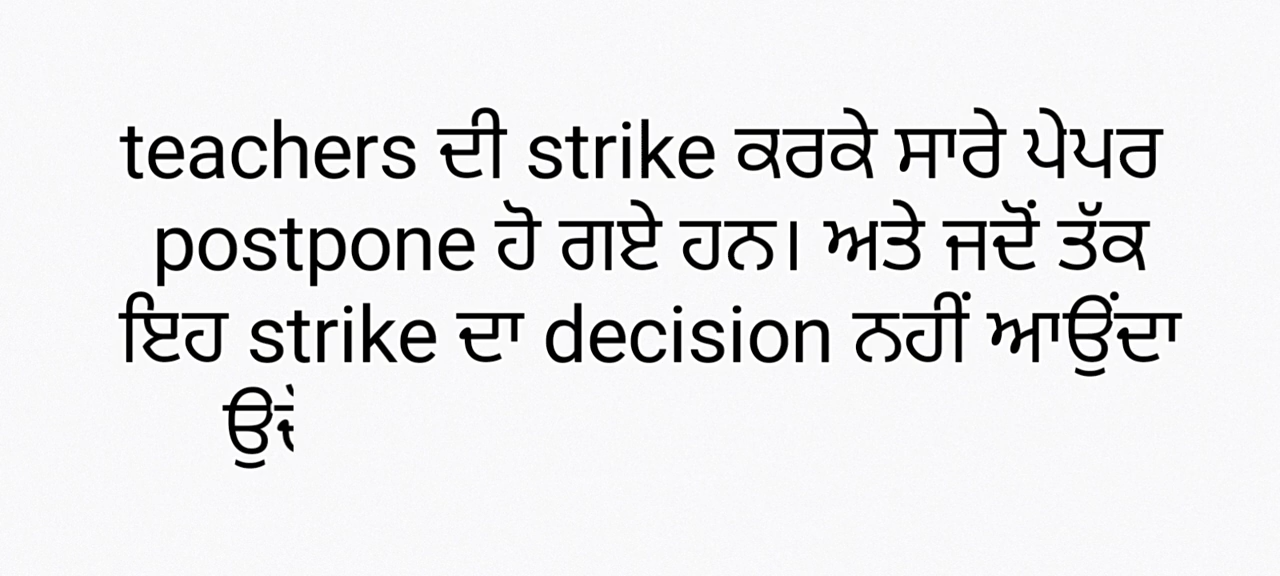 teachers ਦੀ strike ਕਰਕੇ ਸਾਰੇ ਪੇਪਰ
postpone ਹੋ ਗਏ ਹਨ। ਅਤੇ ਜਦੋਂ ਤੱਕ
ਇਹ strike ਦਾ decision ਨਹੀਂ ਆਉਂਦਾ